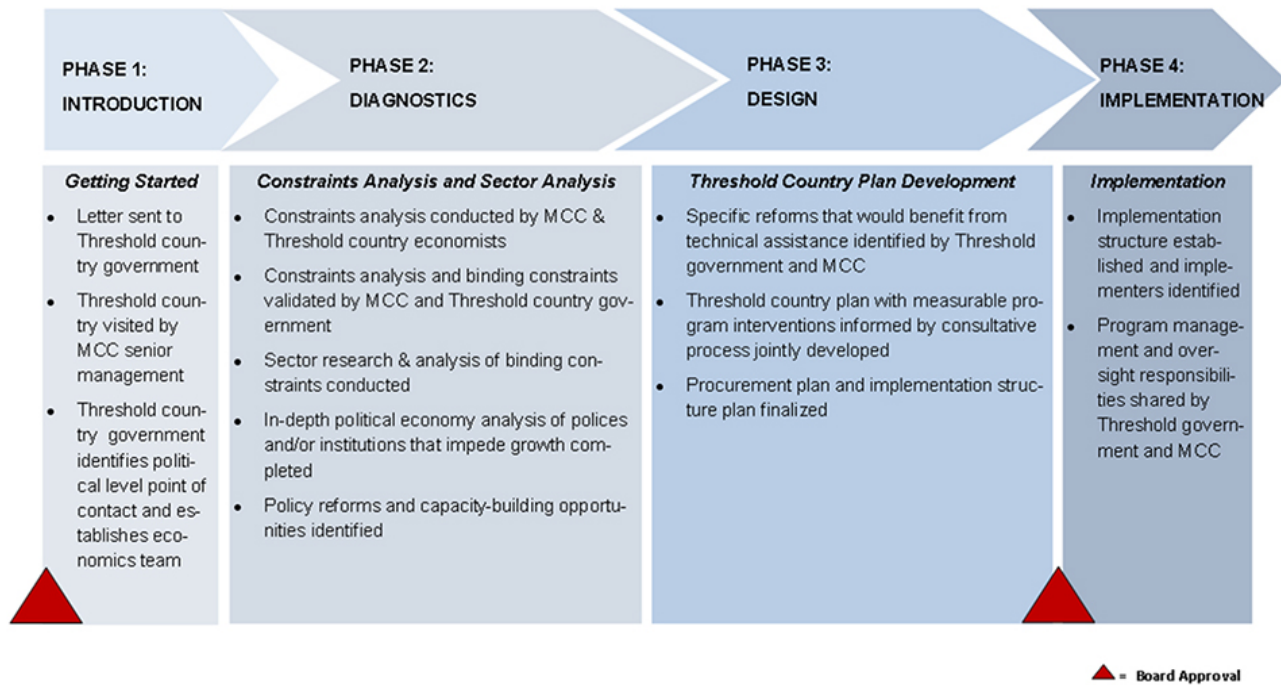 PHASE 1:
INTRODUCTION
PHASE 2:
DIAGNOSTICS
PHASE 3:
DESIGN
PHASE 4:
IMPLEMENTATION
Getting Started
• Letter sent to
Threshold coun-
try government
• Threshold coun-
try visited by
MCC senior
management
• Threshold coun-
try government
identifies politi-
cal level point of
contact and es-
tablishes eco-
nomics team
Constraints Analysis and Sector Analysis
• Constraints analysis conducted by MCC &
Threshold country economists
• Constraints analysis and binding constraints
validated by MCC and Threshold country gov-
ernment
• Sector research & analysis of binding con-
straints conducted
• In-depth political economy analysis of polices
and/or institutions that impede growth com-
pleted
• Policy reforms and capacity-building opportu-
nities identified
Threshold Country Plan Development
• Specific reforms that would benefit from
technical assistance identified by Threshold
government and MCC
• Threshold country plan with measurable pro-
gram interventions informed by consultative
process jointly developed
• Procurement plan and implementation struc-
ture plan finalized
Implementation
• Implementation
structure estab-
lished and imple-
menters identified
• Program manage-
ment and over-
sight responsibili-
ties shared by
Threshold govern-
ment and MCC
= Board Approval